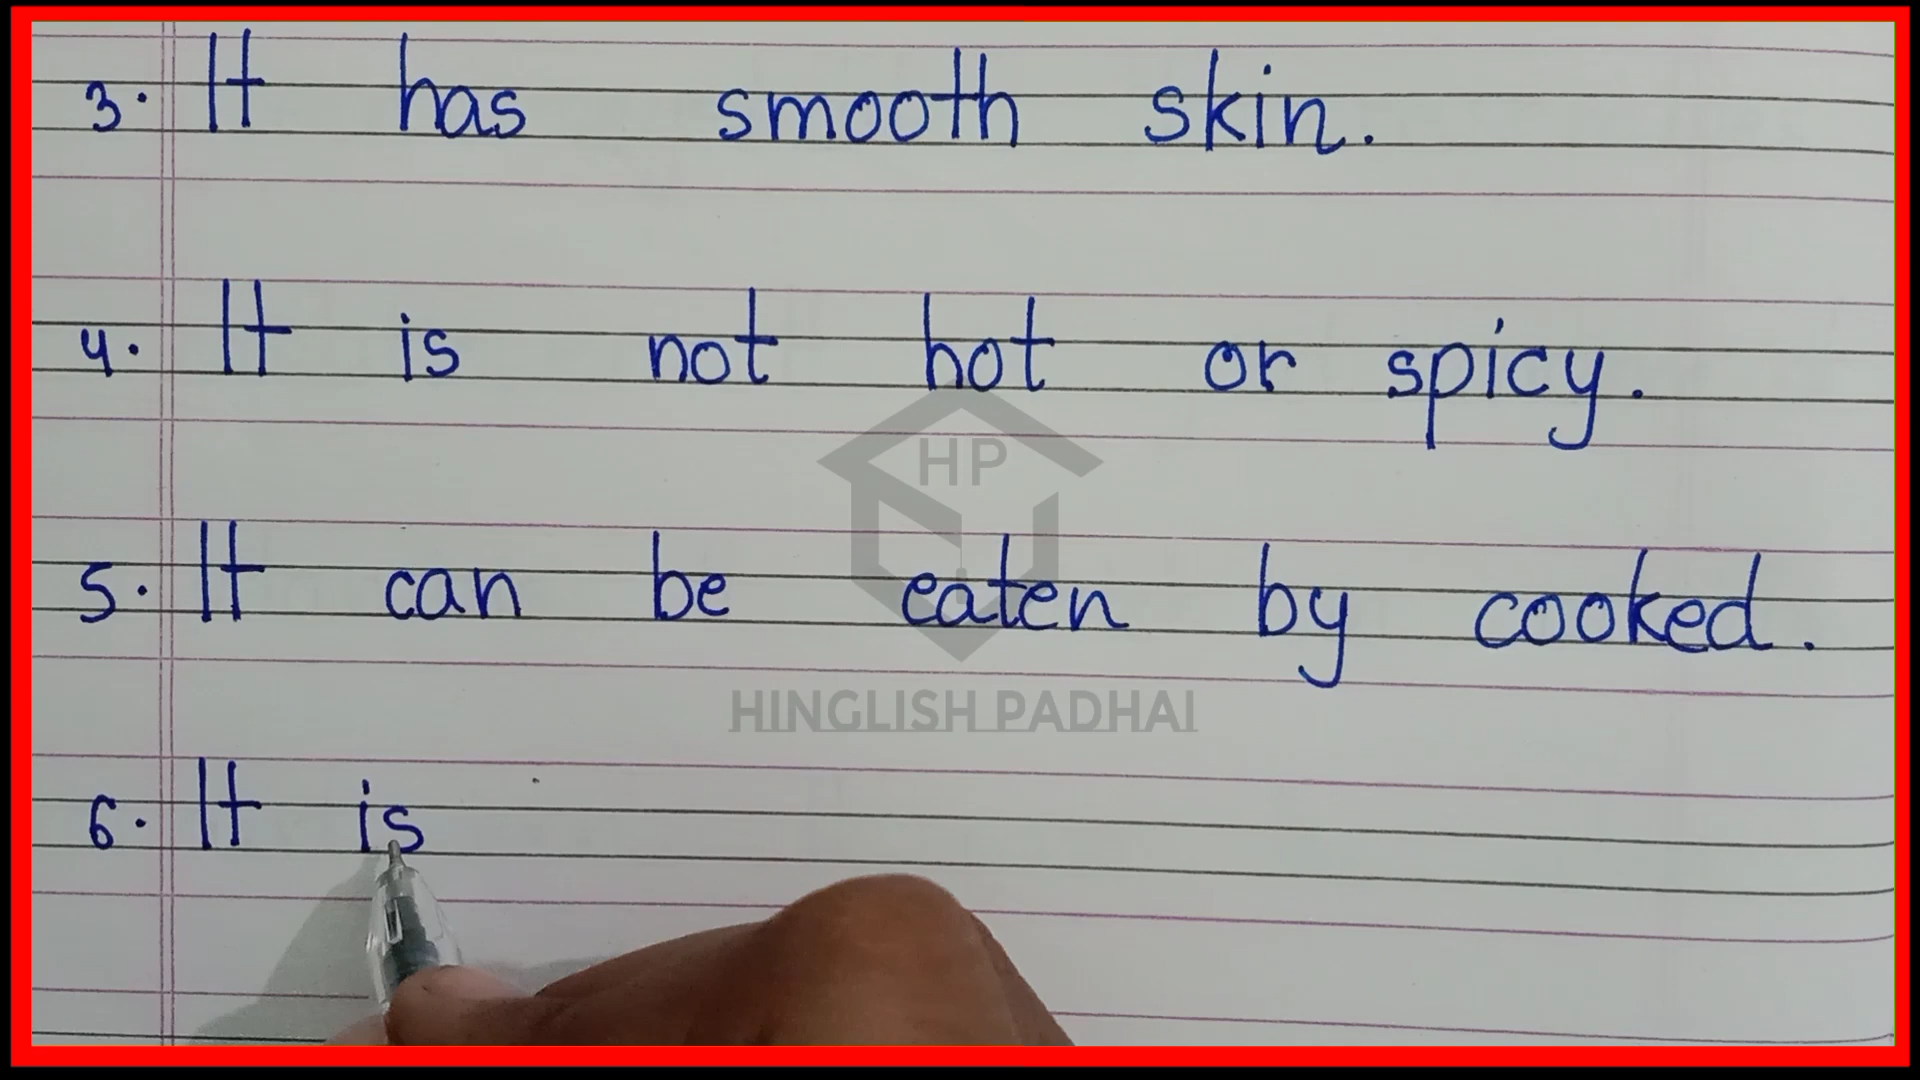 3. It has smooth skin.
4. It is not hot or spicy.
HP
5. It can be eaten by cooked.
HINGLISH PADHAI
6. It is